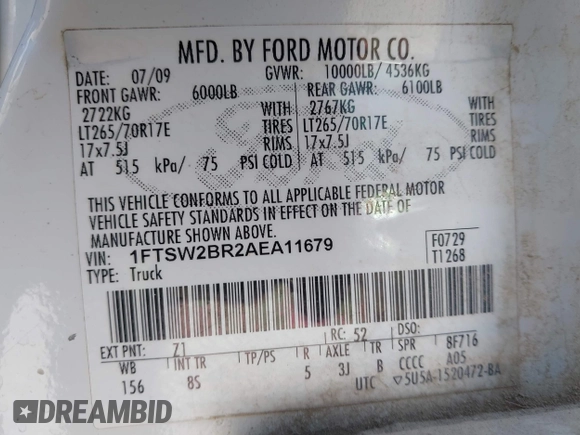 MFD. BY FORD MOTOR CO.
DATE: 07/09 GVWR: 10000LB/ 4536KG
FRONT GAWR: 6000LB REAR GAWR: 6100LB
2722KG WITH 2767KG WITH
LT265/70R17E TIRES LT265/70R17E TIRES
17x7.5J RIMS 17x7.5J RIMS
AT 515 kPa/ 75 PSI COLD AT 515 kPa/ 75 PSI COLD
THIS VEHICLE CONFORMS TO ALL APPLICABLE FEDERAL MOTOR
VEHICLE SAFETY STANDARDS IN EFFECT ON THE DATE OF
MANUFACTURE SHOWN ABOVE.
VIN: 1FTSW2BR2AEA11679 F0729
TYPE: Truck T1268
EXT PNT: Z1 RC: 52 DSO:
WB INT TR TP/PS R AXLE TR SPR 8F716
156 8S 5 3J B CCCC A05
UTC 5U5A-1520472-BA
DREAMBID